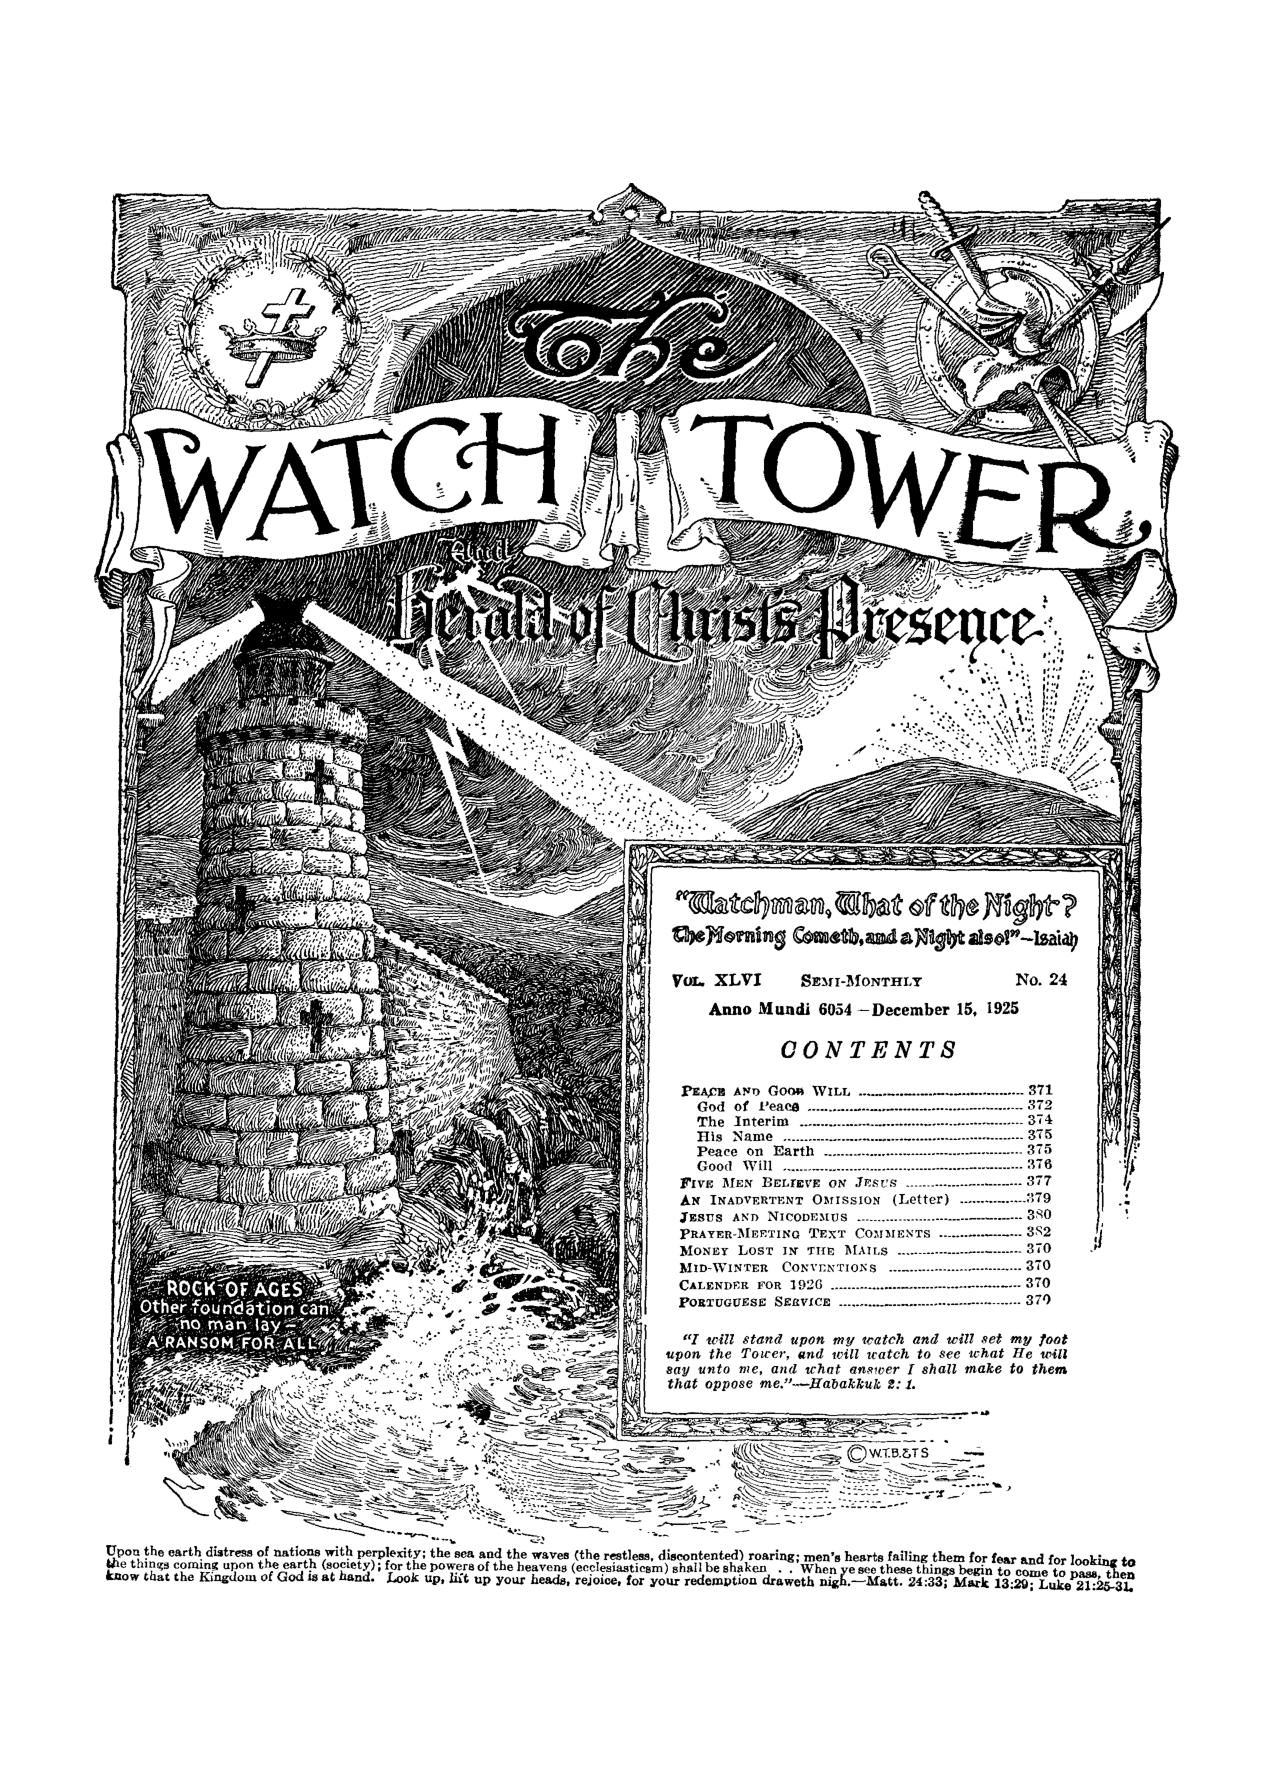 The
WATCH TOWER
And
Herald of Christ's Presence
"Watchman, What of the Night?
The Morning Cometh, and a Night also!"—Isaiah
VOL. XLVI SEMI-MONTHLY No. 24
Anno Mundi 6054—December 15, 1925
CONTENTS
PEACE AND GOOD WILL 371
God of Peace 372
The Interim 374
His Name 375
Peace on Earth 375
Good Will 376
FIVE MEN BELIEVE ON JESUS 377
AN INADVERTENT OMISSION (Letter) 379
JESUS AND NICODEMUS 380
PRAYER-MEETING TEXT COMMENTS 382
MONEY LOST IN THE MAILS 370
MID-WINTER CONVENTIONS 370
CALENDER FOR 1926 370
PORTUGUESE SERVICE 370
"I will stand upon my watch and will set my foot
upon the Tower, and will watch to see what He will
say unto me, and what answer I shall make to them
that oppose me."—Habakkuk 2: 1.
ROCK OF AGES
Other foundation can
no man lay—
A RANSOM FOR ALL
© W.T.B.&T.S
Upon the earth distress of nations with perplexity; the sea and the waves (the restless, discontented) roaring; men's hearts failing them for fear and for looking to
the things coming upon the earth (society); for the powers of the heavens (ecclesiasticsm) shall be shaken . . When ye see these things begin to come to pass, then
know that the Kingdom of God is at hand. Look up, lift up your heads, rejoice, for your redemption draweth nigh.—Matt. 24:33; Mark 13:29; Luke 21:25-31.